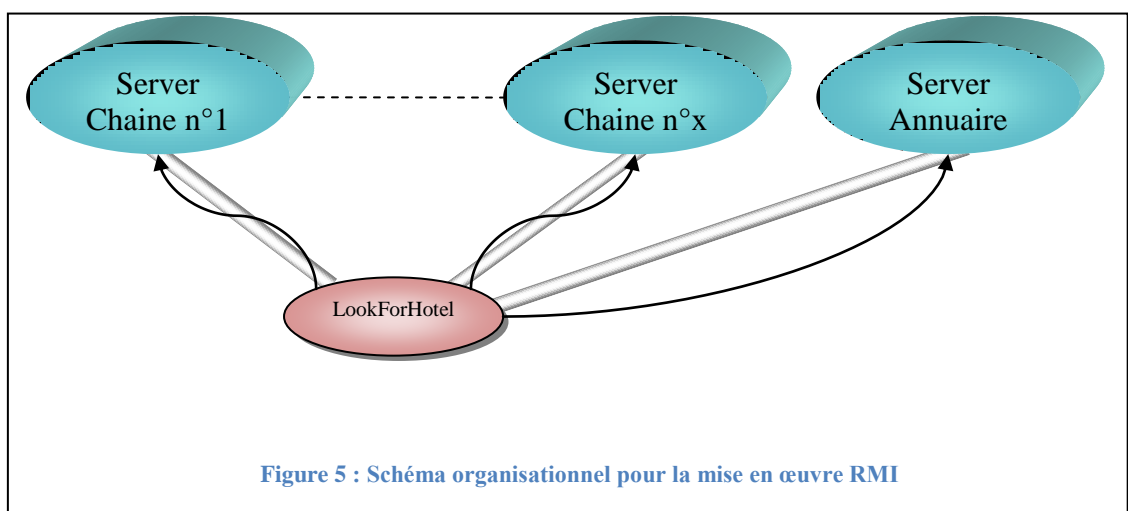 Server
Chaine n°1
Server
Chaine n°x
Server
Annuaire
LookForHotel
Figure 5 : Schéma organisationnel pour la mise en œuvre RMI